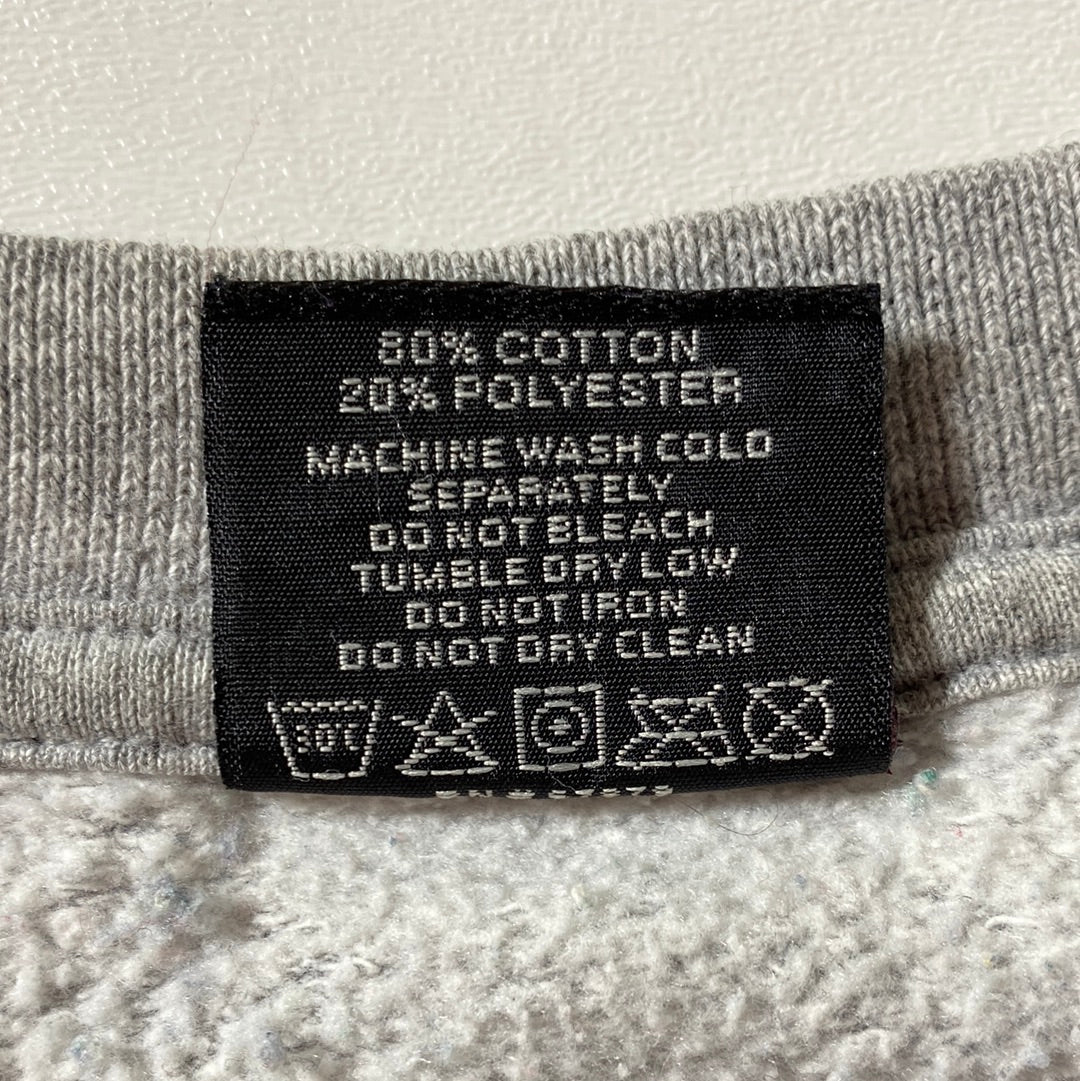 80% COTTON
20% POLYESTER
MACHINE WASH COLD
SEPARATELY
DO NOT BLEACH
TUMBLE DRY LOW
DO NOT IRON
DO NOT DRY CLEAN
30°C